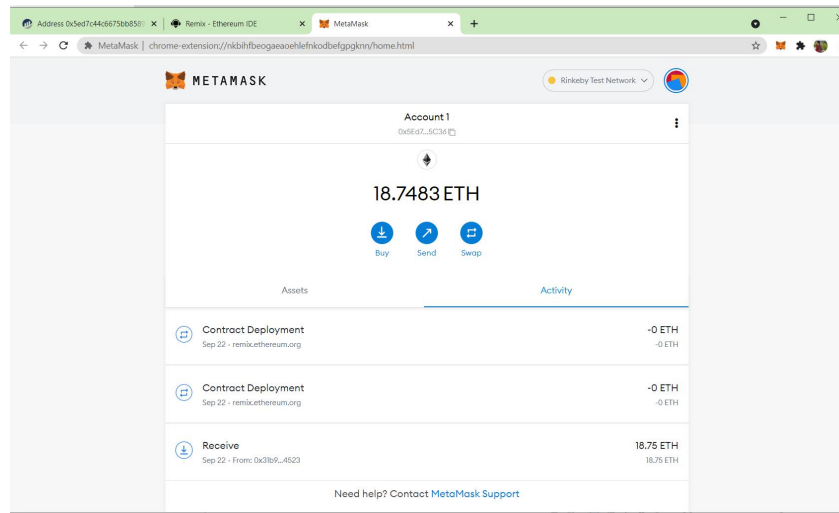 Address 0x5ed7c44c6675bb8589
Remix - Ethereum IDE
MetaMask
MetaMask | chrome-extension://nkbihfbeogaeaoehlefnkodbefgpgknn/home.html
METAMASK
Rinkeby Test Network
Account 1
0x5Ed7...5C36
18.7483 ETH
Buy Send Swap
Assets Activity
Contract Deployment -0 ETH
Sep 22 - remix.ethereum.org -0 ETH
Contract Deployment -0 ETH
Sep 22 - remix.ethereum.org -0 ETH
Receive 18.75 ETH
Sep 22 - From: 0x31b9...4523 18.75 ETH
Need help? Contact MetaMask Support